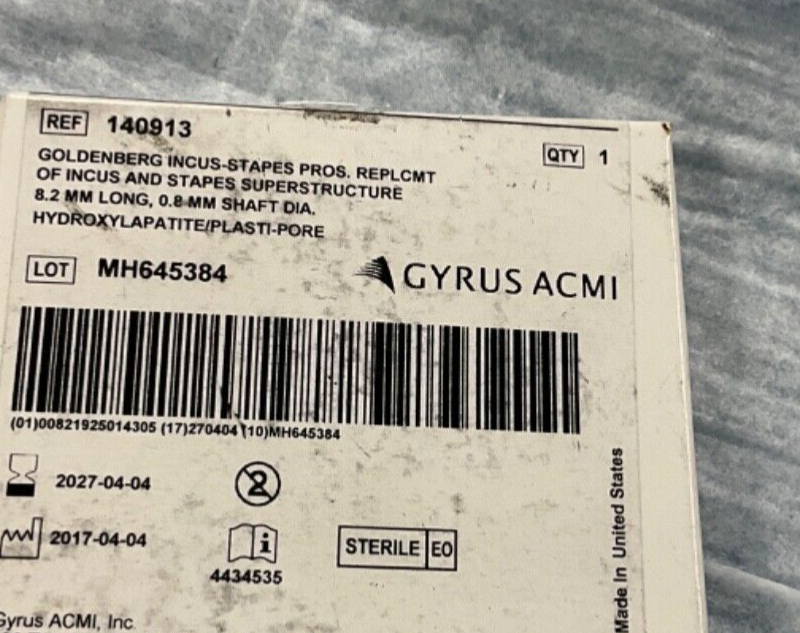 REF 140913
QTY 1
GOLDENBERG INCUS-STAPES PROS. REPLCMT
OF INCUS AND STAPES SUPERSTRUCTURE
8.2 MM LONG, 0.8 MM SHAFT DIA.
HYDROXYLAPATITE/PLASTI-PORE
LOT MH645384
GYRUS ACMI
(01)00821925014305 (17)270404 (10)MH645384
2027-04-04
2
2017-04-04
i
4434535
STERILE EO
Made In United States
Gyrus ACMI, Inc